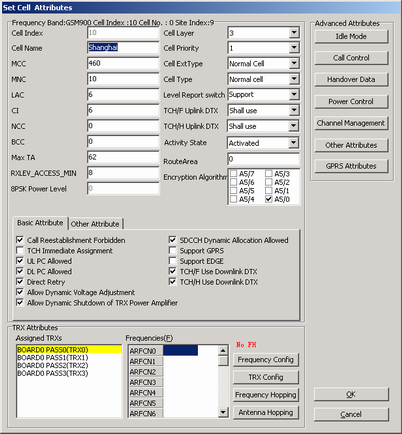 Set Cell Attributes
Frequency Band:GSM900 Cell Index :10 Cell No. : 0 Site Index:9
Cell Index 10
Cell Name Shanghai
MCC 460
MNC 10
LAC 6
CI 6
NCC 0
BCC 0
Max TA 62
RXLEV_ACCESS_MIN 8
8PSK Power Level 0
Cell Layer 3
Cell Priority 1
Cell ExtType Normal Cell
Cell Type Normal cell
Level Report switch Support
TCH/F Uplink DTX Shall use
TCH/H Uplink DTX Shall use
Activity State Activated
RouteArea 0
Encryption Algorithm
A5/7 A5/3
A5/6 A5/2
A5/5 A5/1
A5/4 A5/0
Basic Attribute Other Attribute
Call Reestablishment Forbidden
TCH Immediate Assignment
UL PC Allowed
DL PC Allowed
Direct Retry
Allow Dynamic Voltage Adjustment
Allow Dynamic Shutdown of TRX Power Amplifier
SDCCH Dynamic Allocation Allowed
Support GPRS
Support EDGE
TCH/F Use Downlink DTX
TCH/H Use Downlink DTX
TRX Attributes
Assigned TRXs
BOARD0 PASS0(TRX0)
BOARD0 PASS1(TRX1)
BOARD0 PASS2(TRX2)
BOARD0 PASS3(TRX3)
Frequencies(F)
ARFCN0
ARFCN1
ARFCN2
ARFCN3
ARFCN4
ARFCN5
ARFCN6
No FH
Frequency Config
TRX Config
Frequency Hopping
Antenna Hopping
Advanced Attributes
Idle Mode
Call Control
Handover Data
Power Control
Channel Management
Other Attributes
GPRS Attributes
OK
Cancel